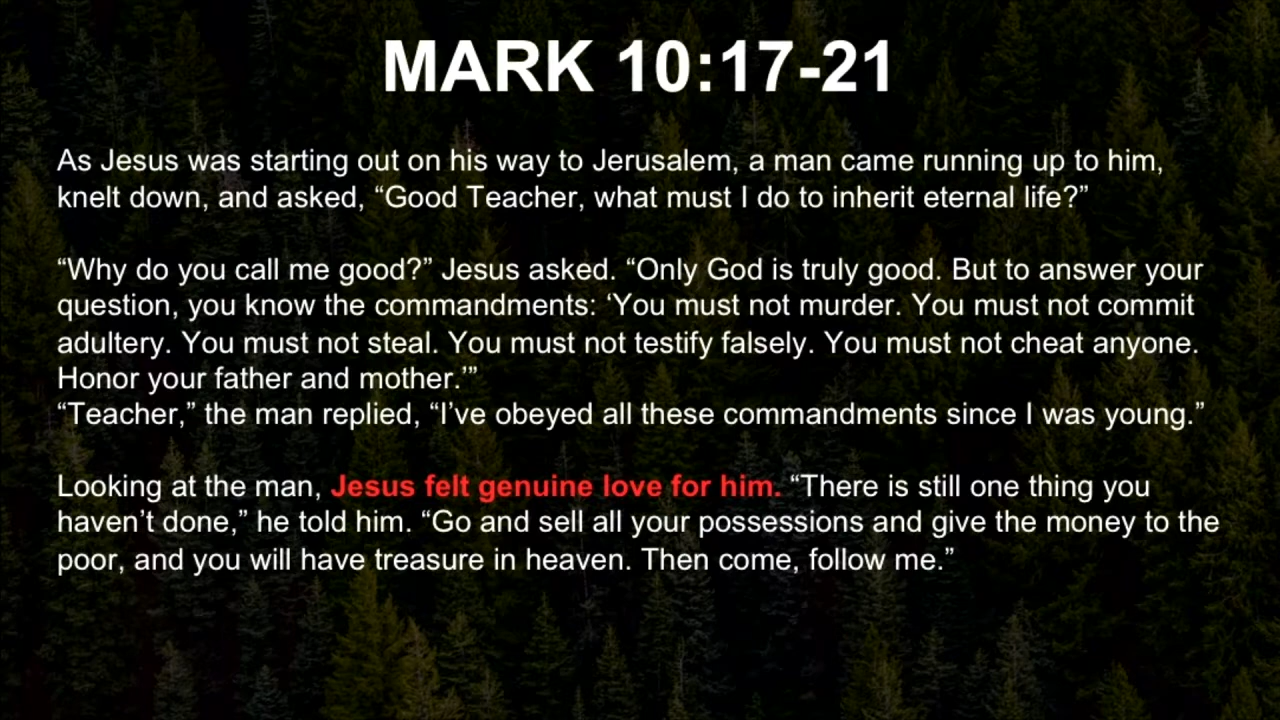 MARK 10:17-21
As Jesus was starting out on his way to Jerusalem, a man came running up to him,
knelt down, and asked, “Good Teacher, what must I do to inherit eternal life?”
“Why do you call me good?” Jesus asked. “Only God is truly good. But to answer your
question, you know the commandments: ‘You must not murder. You must not commit
adultery. You must not steal. You must not testify falsely. You must not cheat anyone.
Honor your father and mother.’”
“Teacher,” the man replied, “I’ve obeyed all these commandments since I was young.”
Looking at the man, Jesus felt genuine love for him. “There is still one thing you
haven’t done,” he told him. “Go and sell all your possessions and give the money to the
poor, and you will have treasure in heaven. Then come, follow me.”